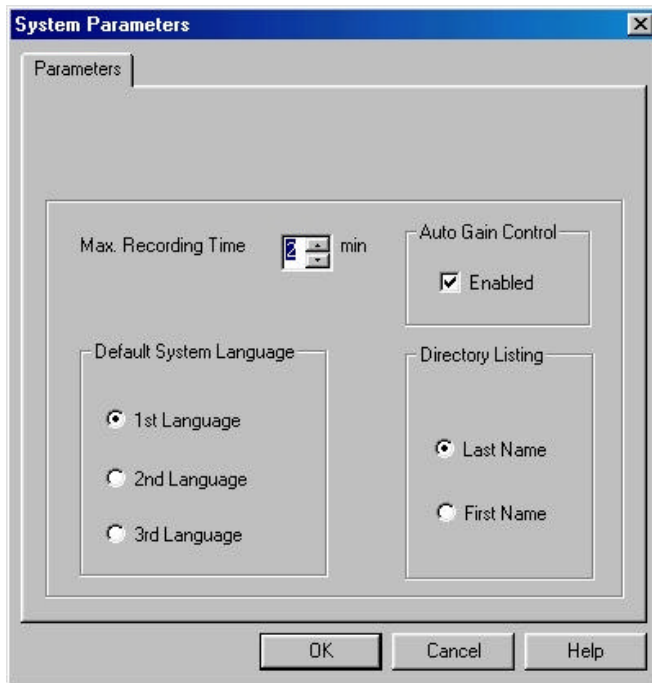 System Parameters
Parameters
Max. Recording Time 2 min
Auto Gain Control
Enabled
Default System Language
1st Language
2nd Language
3rd Language
Directory Listing
Last Name
First Name
OK Cancel Help